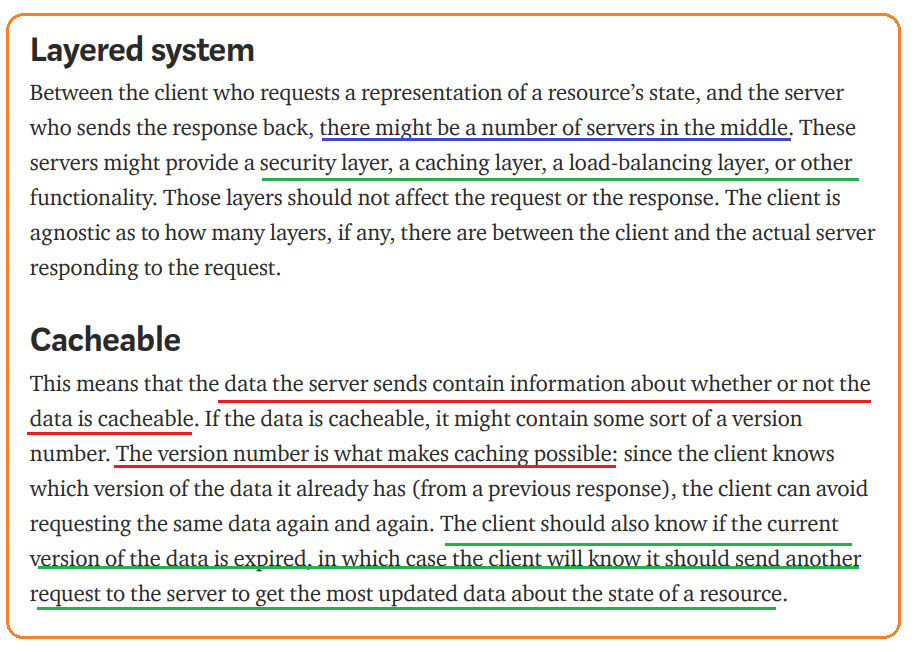 Layered system
Between the client who requests a representation of a resource’s state, and the server
who sends the response back, there might be a number of servers in the middle. These
servers might provide a security layer, a caching layer, a load-balancing layer, or other
functionality. Those layers should not affect the request or the response. The client is
agnostic as to how many layers, if any, there are between the client and the actual server
responding to the request.
Cacheable
This means that the data the server sends contain information about whether or not the
data is cacheable. If the data is cacheable, it might contain some sort of a version
number. The version number is what makes caching possible: since the client knows
which version of the data it already has (from a previous response), the client can avoid
requesting the same data again and again. The client should also know if the current
version of the data is expired, in which case the client will know it should send another
request to the server to get the most updated data about the state of a resource.